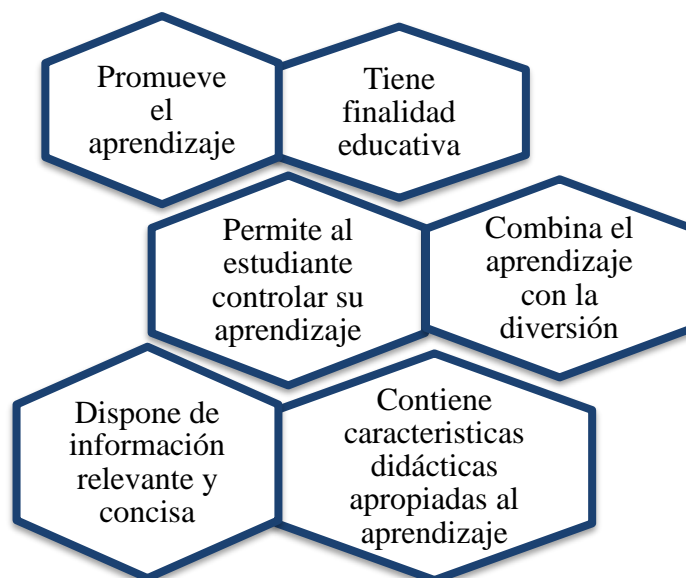 Promueve
el
aprendizaje
Tiene
finalidad
educativa
Permite al
estudiante
controlar su
aprendizaje
Combina el
aprendizaje
con la
diversión
Dispone de
información
relevante y
concisa
Contiene
caracteristicas
didácticas
apropiadas al
aprendizaje